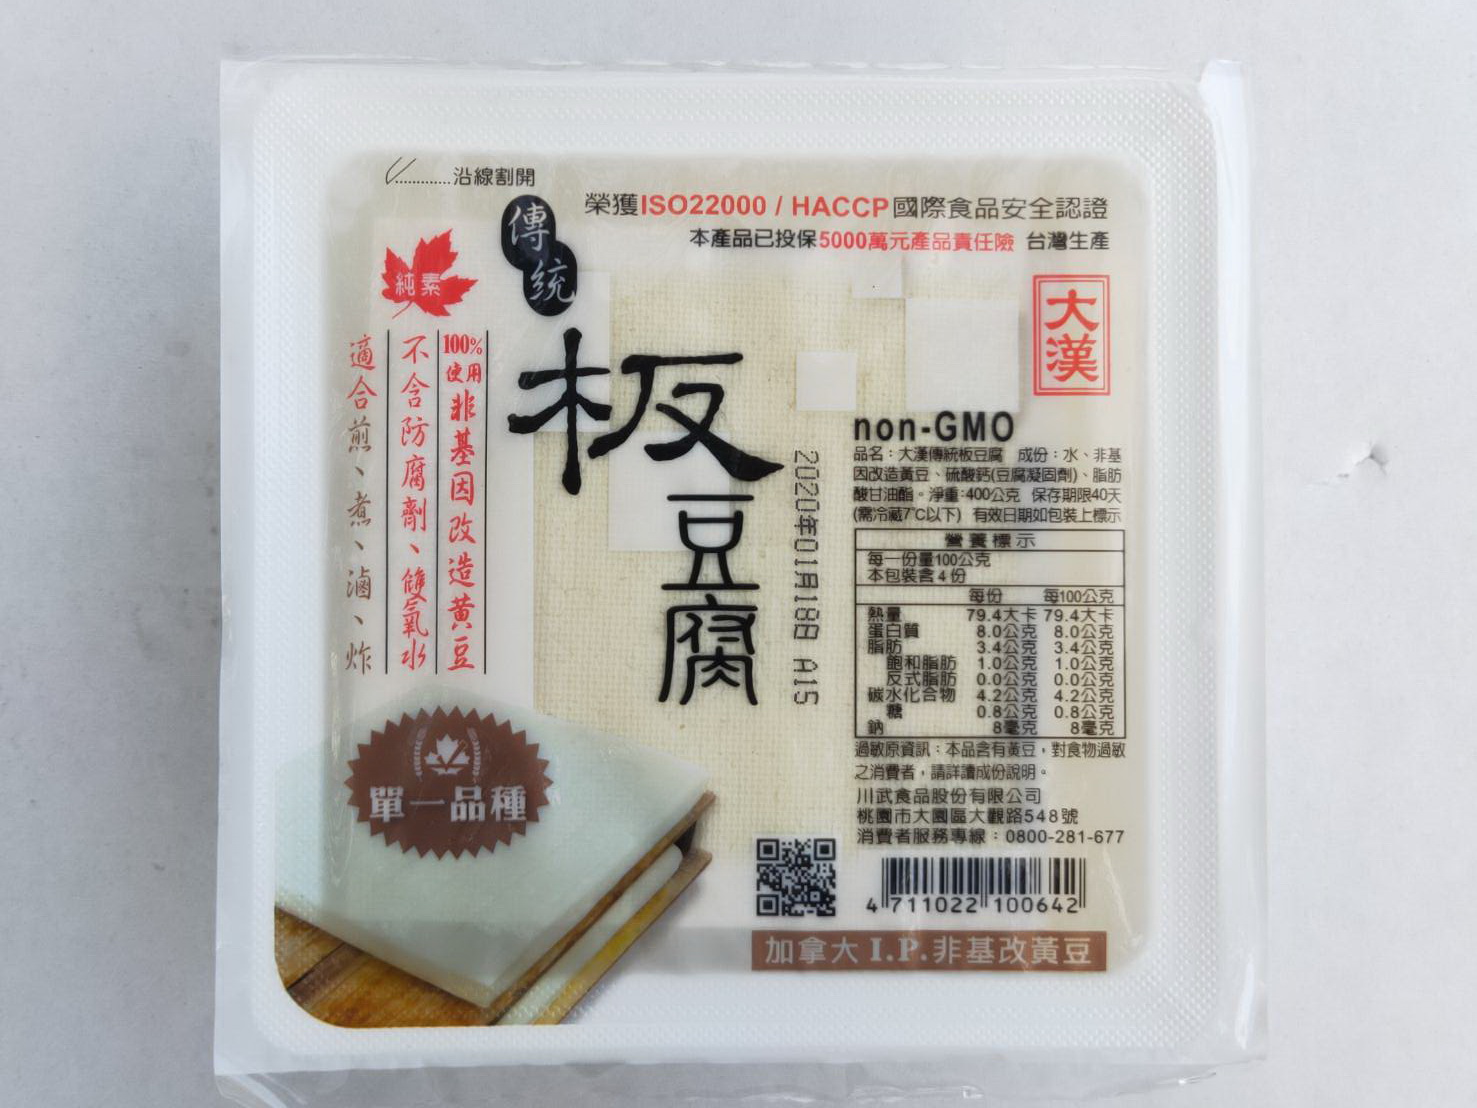 沿線割開
榮獲ISO22000 / HACCP國際食品安全認證
本產品已投保5000萬元產品責任險 台灣生產
傳統
純素
大漢
板豆腐
100%使用非基因改造黃豆
不含防腐劑、雙氧水
適合煎、煮、滷、炸
2020年01月18日 A15
non-GMO
品名：大漢傳統板豆腐 成份：水、非基
因改造黃豆、硫酸鈣(豆腐凝固劑)、脂肪
酸甘油酯。淨重:400公克 保存期限40天
(需冷藏7℃以下) 有效日期如包裝上標示
營養標示
每一份量100公克
本包裝含4份
每份 每100公克
熱量 79.4大卡 79.4大卡
蛋白質 8.0公克 8.0公克
脂肪 3.4公克 3.4公克
飽和脂肪 1.0公克 1.0公克
反式脂肪 0.0公克 0.0公克
碳水化合物 4.2公克 4.2公克
糖 0.8公克 0.8公克
鈉 8毫克 8毫克
過敏原資訊：本品含有黃豆，對食物過敏
之消費者，請詳讀成份說明。
川武食品股份有限公司
桃園市大園區大觀路548號
消費者服務專線：0800-281-677
單一品種
4 711022 100642
加拿大 I.P.非基改黃豆